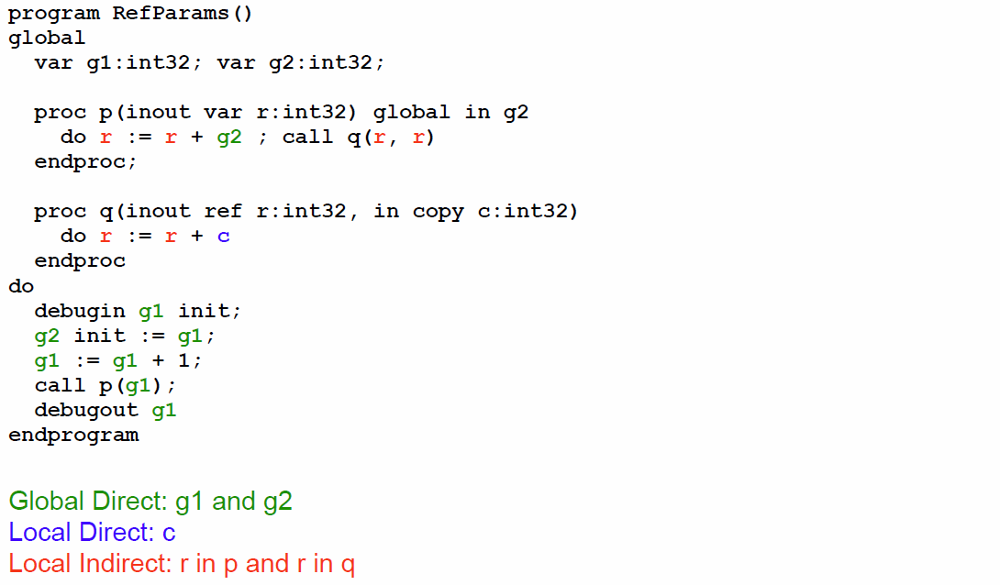 program RefParams()
global
  var g1:int32; var g2:int32;

  proc p(inout var r:int32) global in g2
    do r := r + g2 ; call q(r, r)
  endproc;

  proc q(inout ref r:int32, in copy c:int32)
    do r := r + c
  endproc
do
  debugin g1 init;
  g2 init := g1;
  g1 := g1 + 1;
  call p(g1);
  debugout g1
endprogram

Global Direct: g1 and g2
Local Direct: c
Local Indirect: r in p and r in q